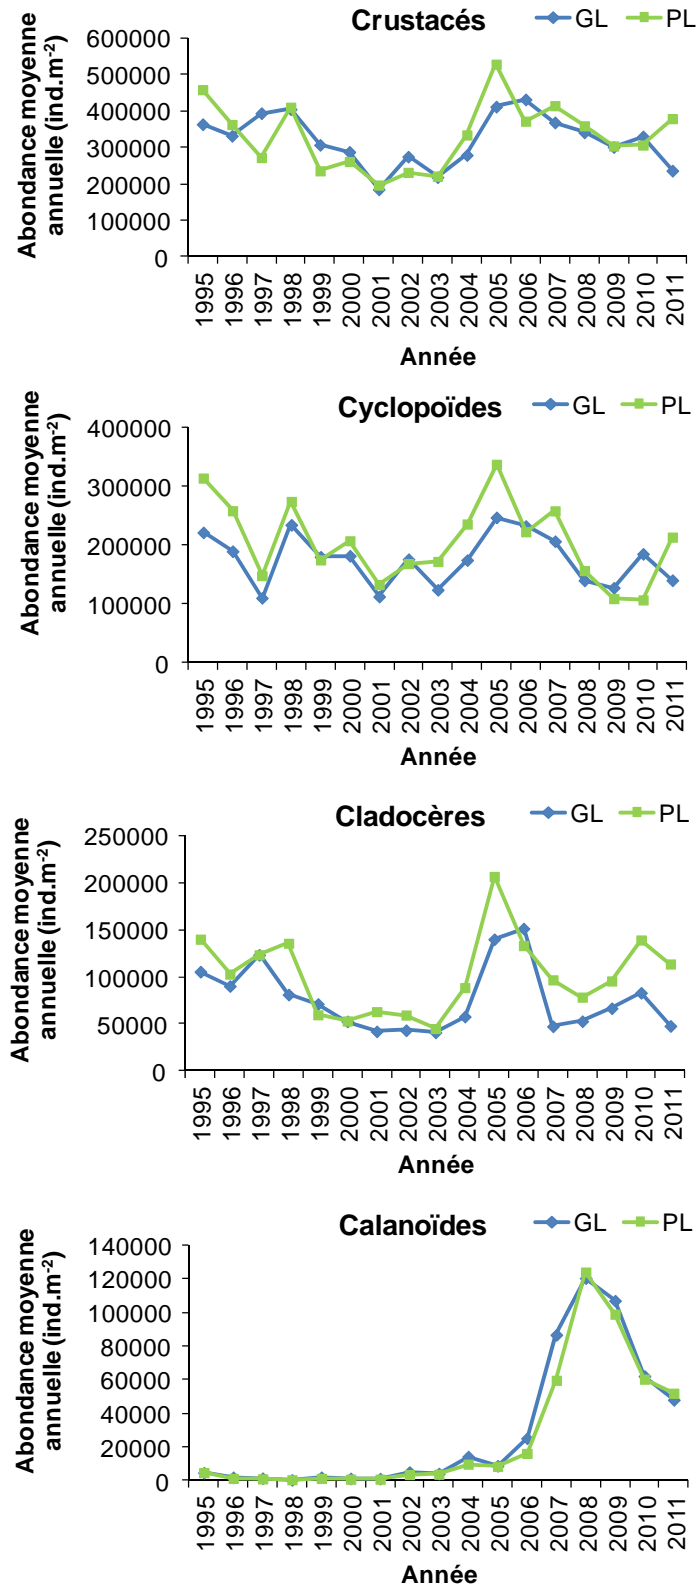 Crustacés
GL PL
Abondance moyenne
annuelle (ind.m-2)
600000
500000
400000
300000
200000
100000
0
1995 1996 1997 1998 1999 2000 2001 2002 2003 2004 2005 2006 2007 2008 2009 2010 2011
Année
Cyclopoïdes
GL PL
Abondance moyenne
annuelle (ind.m-2)
400000
300000
200000
100000
0
1995 1996 1997 1998 1999 2000 2001 2002 2003 2004 2005 2006 2007 2008 2009 2010 2011
Année
Cladocères
GL PL
Abondance moyenne
annuelle (ind.m-2)
250000
200000
150000
100000
50000
0
1995 1996 1997 1998 1999 2000 2001 2002 2003 2004 2005 2006 2007 2008 2009 2010 2011
Année
Calanoïdes
GL PL
Abondance moyenne
annuelle (ind.m-2)
140000
120000
100000
80000
60000
40000
20000
0
1995 1996 1997 1998 1999 2000 2001 2002 2003 2004 2005 2006 2007 2008 2009 2010 2011
Année